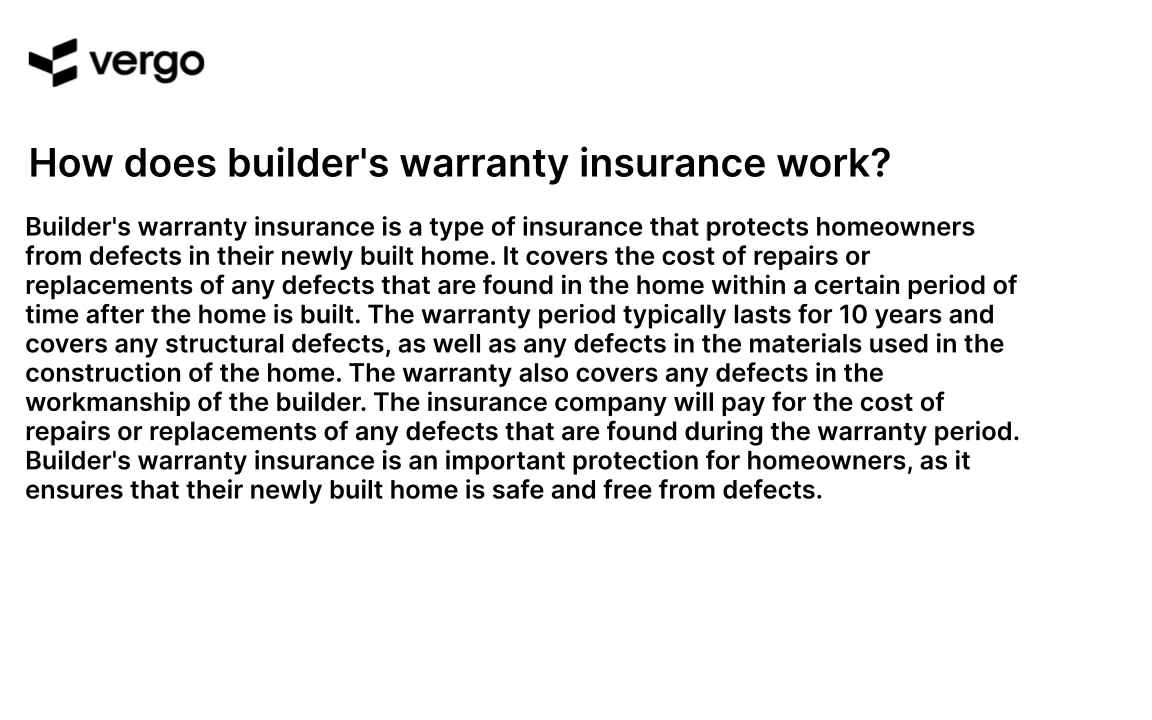 vergo
How does builder's warranty insurance work?
Builder's warranty insurance is a type of insurance that protects homeowners
from defects in their newly built home. It covers the cost of repairs or
replacements of any defects that are found in the home within a certain period of
time after the home is built. The warranty period typically lasts for 10 years and
covers any structural defects, as well as any defects in the materials used in the
construction of the home. The warranty also covers any defects in the
workmanship of the builder. The insurance company will pay for the cost of
repairs or replacements of any defects that are found during the warranty period.
Builder's warranty insurance is an important protection for homeowners, as it
ensures that their newly built home is safe and free from defects.